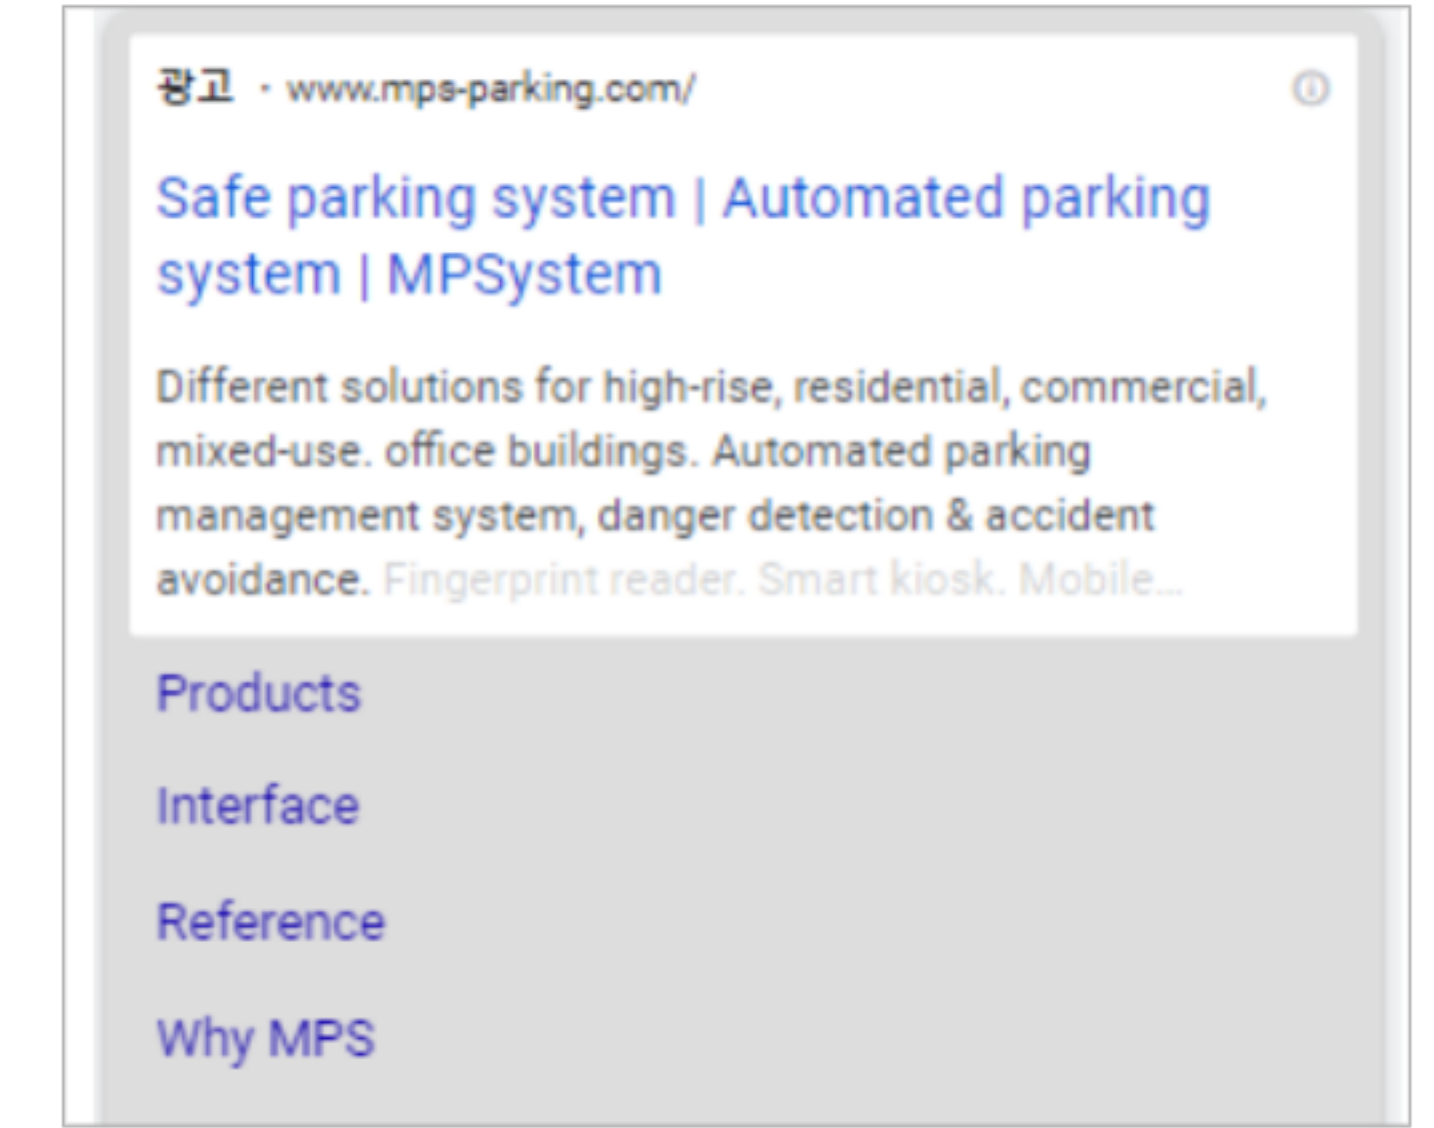 광고 · www.mps-parking.com/
Safe parking system | Automated parking
system | MPSystem
Different solutions for high-rise, residential, commercial,
mixed-use. office buildings. Automated parking
management system, danger detection & accident
avoidance. Fingerprint reader. Smart kiosk. Mobile...
Products
Interface
Reference
Why MPS